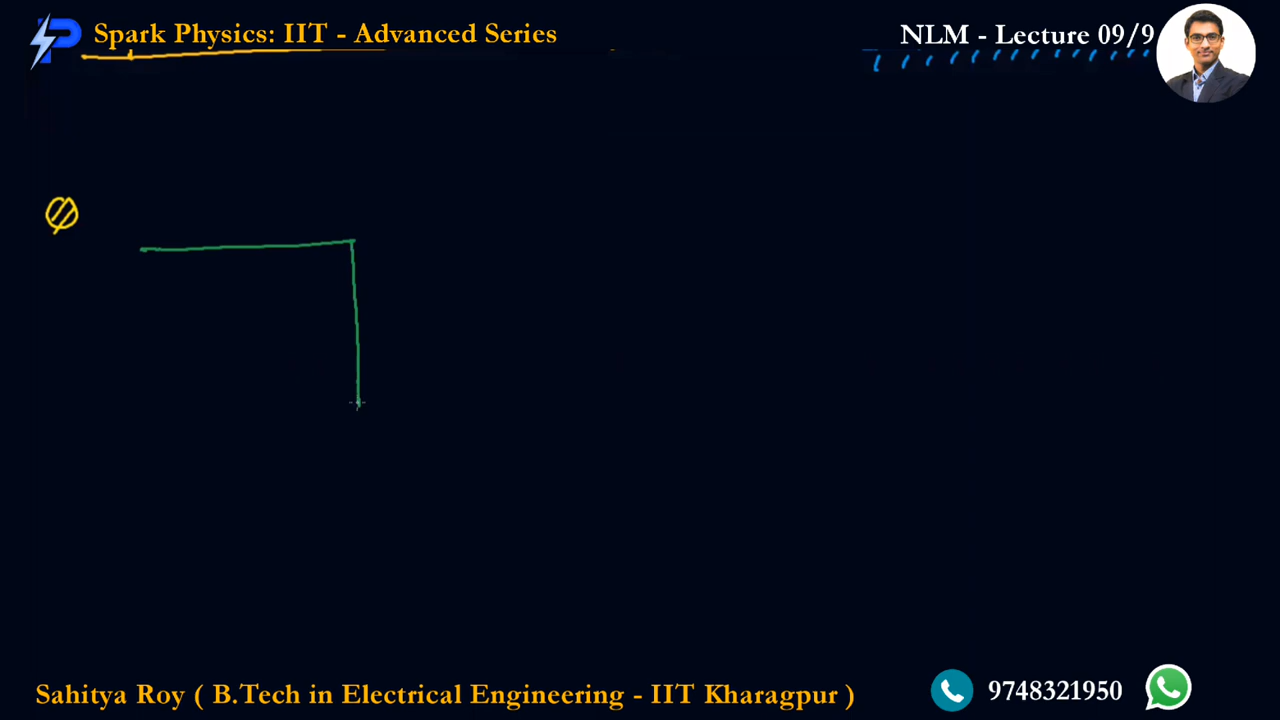 Spark Physics: IIT - Advanced Series
NLM - Lecture 09/9
Sahitya Roy ( B.Tech in Electrical Engineering - IIT Kharagpur )
9748321950